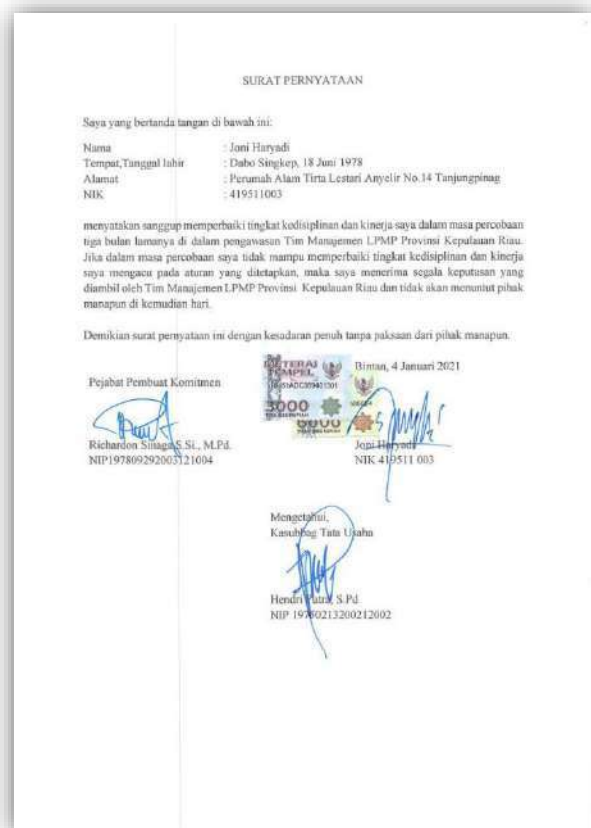 SURAT PERNYATAAN
Saya yang bertanda tangan di bawah ini:
Nama : Joni Haryadi
Tempat,Tanggal lahir : Dabo Singkep, 18 Juni 1978
Alamat : Perumah Alam Tirta Lestari Anyelir No.14 Tanjungpinag
NIK : 419511003
menyatakan sanggup memperbaiki tingkat kedisiplinan dan kinerja saya dalam masa percobaan
tiga bulan lamanya di dalam pengawasan Tim Manajemen LPMP Provinsi Kepulauan Riau.
Jika dalam masa percobaan saya tidak mampu memperbaiki tingkat kedisiplinan dan kinerja
saya mengacu pada aturan yang ditetapkan, maka saya menerima segala keputusan yang
diambil oleh Tim Manajemen LPMP Provinsi Kepulauan Riau dan tidak akan menuntut pihak
manapun di kemudian hari.
Demikian surat pernyataan ini dengan kesadaran penuh tanpa paksaan dari pihak manapun.
Bintan, 4 Januari 2021
Pejabat Pembuat Komitmen
METERAI
TEMPEL
3000
6000
Richardon Sinaga,S.Si., M.Pd.
NIP197809292003121004
Joni Haryadi
NIK 419511 003
Mengetahui,
Kasubbag Tata Usaha
Hendri Putra, S.Pd
NIP 19760213200212002